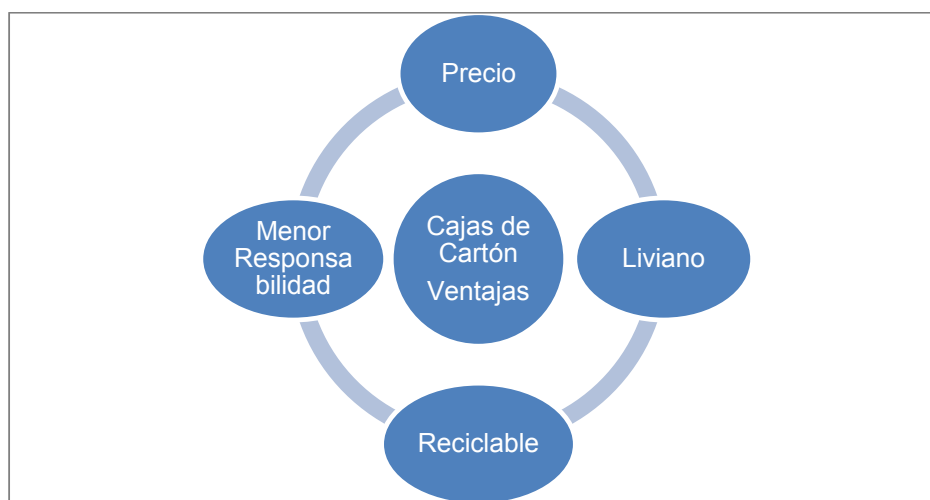 Precio
Menor
Responsa
bilidad
Cajas de
Cartón
Ventajas
Liviano
Reciclable